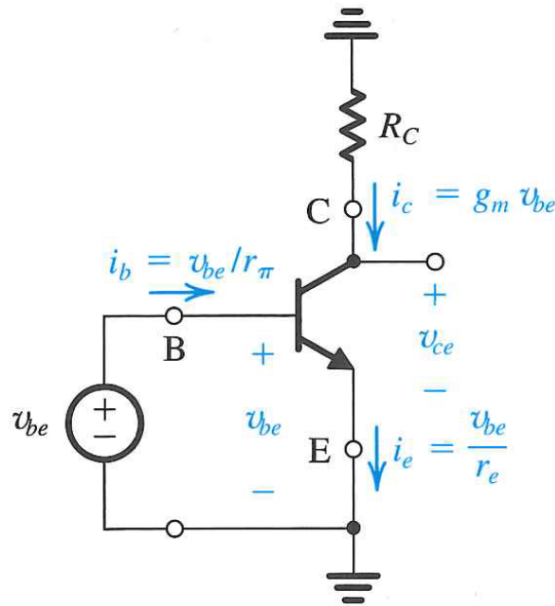 R_C
C
i_c = g_m v_be
i_b = v_be/r_π
B
+
v_ce
−
+
−
v_be
+
v_be
−
E
i_e = v_be/r_e